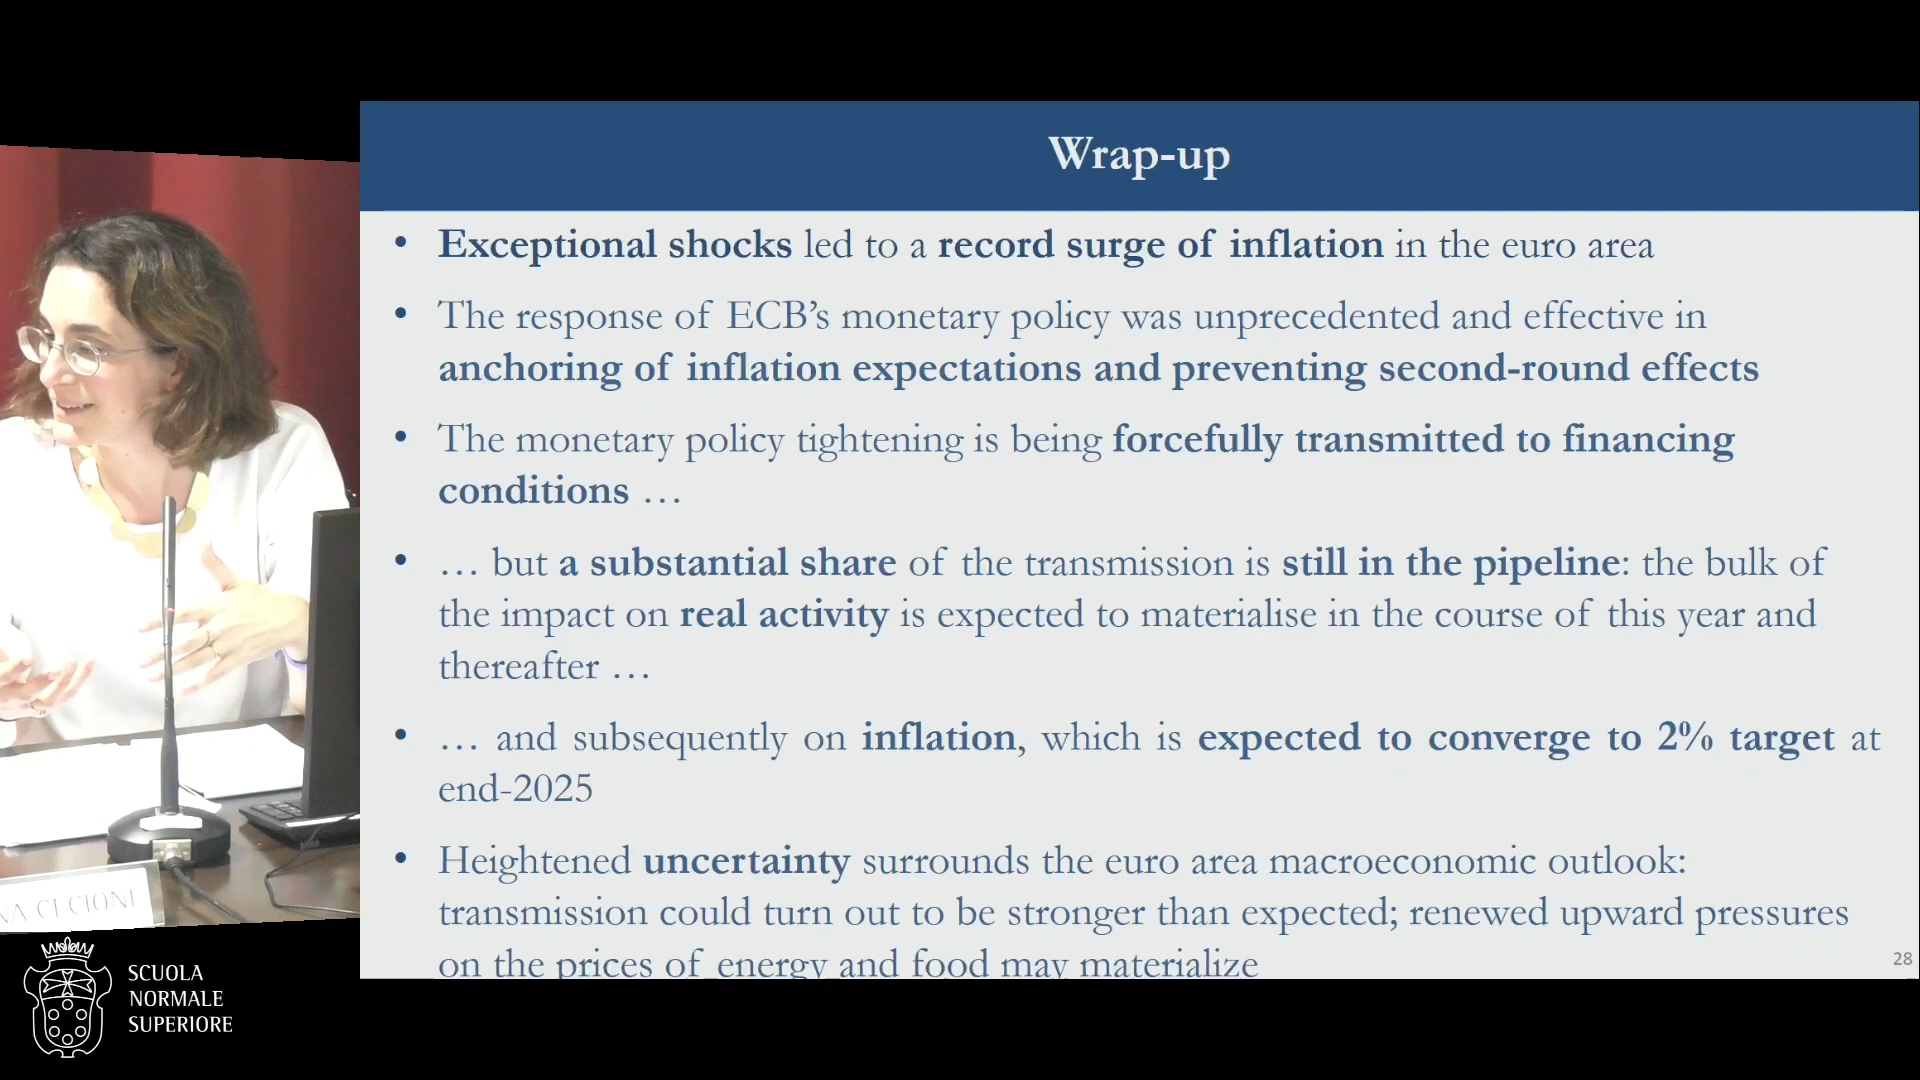 Wrap-up
• Exceptional shocks led to a record surge of inflation in the euro area
• The response of ECB’s monetary policy was unprecedented and effective in
anchoring of inflation expectations and preventing second-round effects
• The monetary policy tightening is being forcefully transmitted to financing
conditions …
• … but a substantial share of the transmission is still in the pipeline: the bulk of
the impact on real activity is expected to materialise in the course of this year and
thereafter …
• … and subsequently on inflation, which is expected to converge to 2% target at
end-2025
• Heightened uncertainty surrounds the euro area macroeconomic outlook:
transmission could turn out to be stronger than expected; renewed upward pressures
on the prices of energy and food may materialize
28
CECIONI
SCUOLA
NORMALE
SUPERIORE